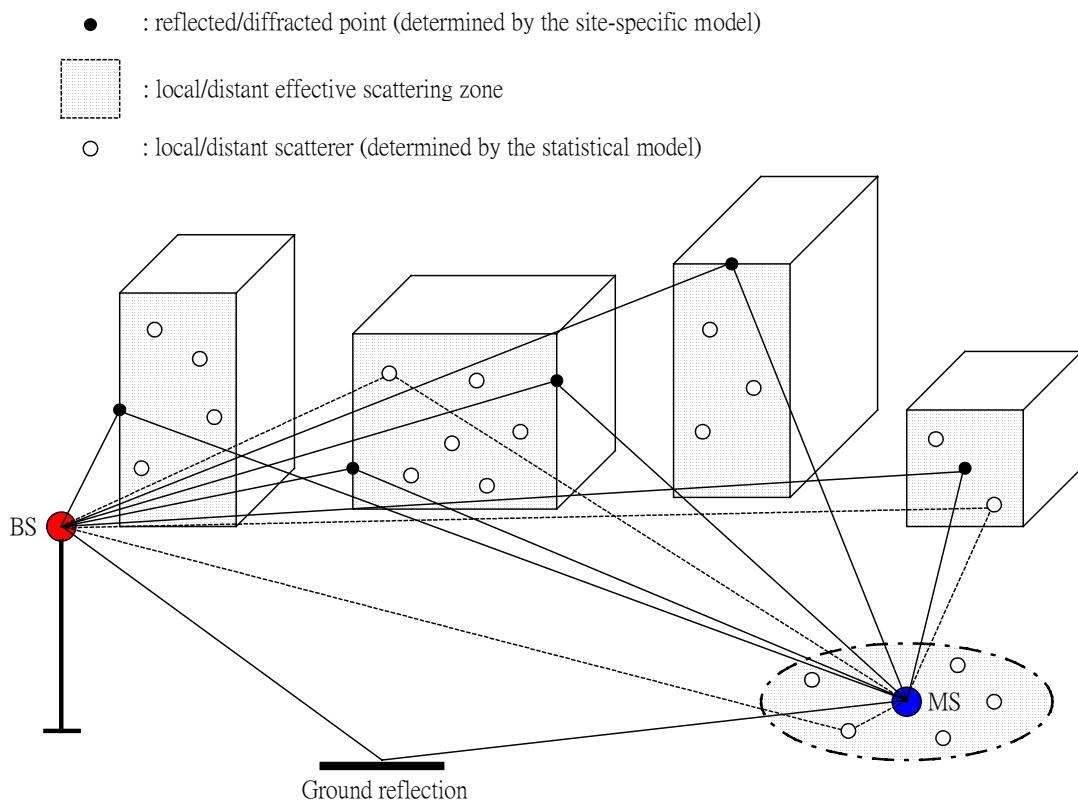 : reflected/diffracted point (determined by the site-specific model)
: local/distant effective scattering zone
: local/distant scatterer (determined by the statistical model)
BS
MS
Ground reflection